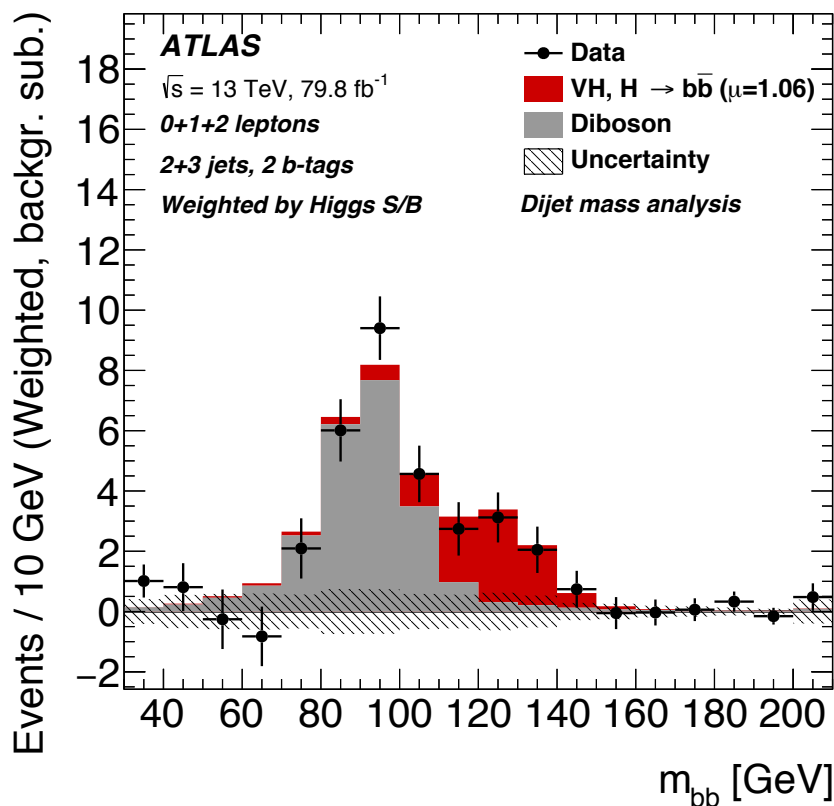 ATLAS
√s = 13 TeV, 79.8 fb⁻¹
0+1+2 leptons
2+3 jets, 2 b-tags
Weighted by Higgs S/B
Data
VH, H → bb̅ (μ=1.06)
Diboson
Uncertainty
Dijet mass analysis
Events / 10 GeV (Weighted, backgr. sub.)
18
16
14
12
10
8
6
4
2
0
−2
40 60 80 100 120 140 160 180 200
m_bb [GeV]